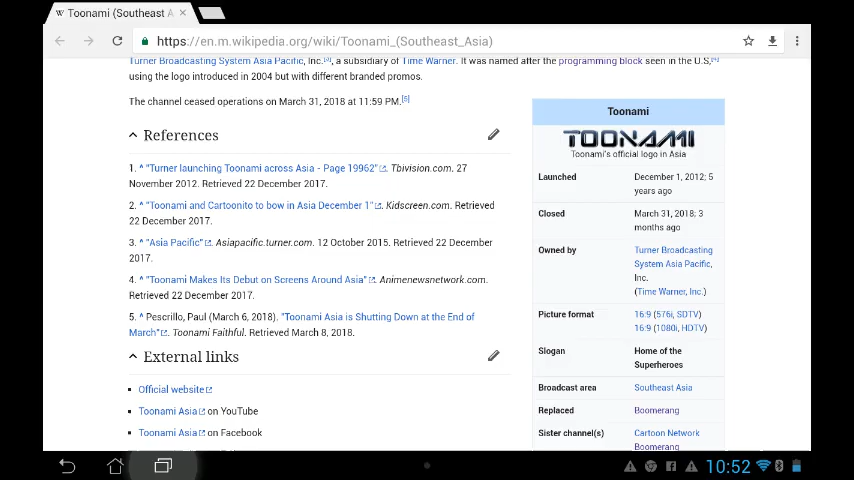 Toonami (Southeast A
https://en.m.wikipedia.org/wiki/Toonami_(Southeast_Asia)
Turner Broadcasting System Asia Pacific, Inc.[3], a subsidiary of Time Warner. It was named after the programming block seen in the U.S,[4]
using the logo introduced in 2004 but with different branded promos.
The channel ceased operations on March 31, 2018 at 11:59 PM.[5]
References
1. ^ "Turner launching Toonami across Asia - Page 19962". Tbivision.com. 27
November 2012. Retrieved 22 December 2017.
2. ^ "Toonami and Cartoonito to bow in Asia December 1". Kidscreen.com. Retrieved
22 December 2017.
3. ^ "Asia Pacific". Asiapacific.turner.com. 12 October 2015. Retrieved 22 December
2017.
4. ^ "Toonami Makes Its Debut on Screens Around Asia". Animenewsnetwork.com.
Retrieved 22 December 2017.
5. ^ Pescrillo, Paul (March 6, 2018). "Toonami Asia is Shutting Down at the End of
March". Toonami Faithful. Retrieved March 8, 2018.
External links
Official website
Toonami Asia on YouTube
Toonami Asia on Facebook
Toonami
TOONAMI
Toonami's official logo in Asia
Launched December 1, 2012; 5
years ago
Closed March 31, 2018; 3
months ago
Owned by Turner Broadcasting
System Asia Pacific,
Inc.
(Time Warner, Inc.)
Picture format 16:9 (576i, SDTV)
16:9 (1080i, HDTV)
Slogan Home of the
Superheroes
Broadcast area Southeast Asia
Replaced Boomerang
Sister channel(s) Cartoon Network
Boomerang
10:52